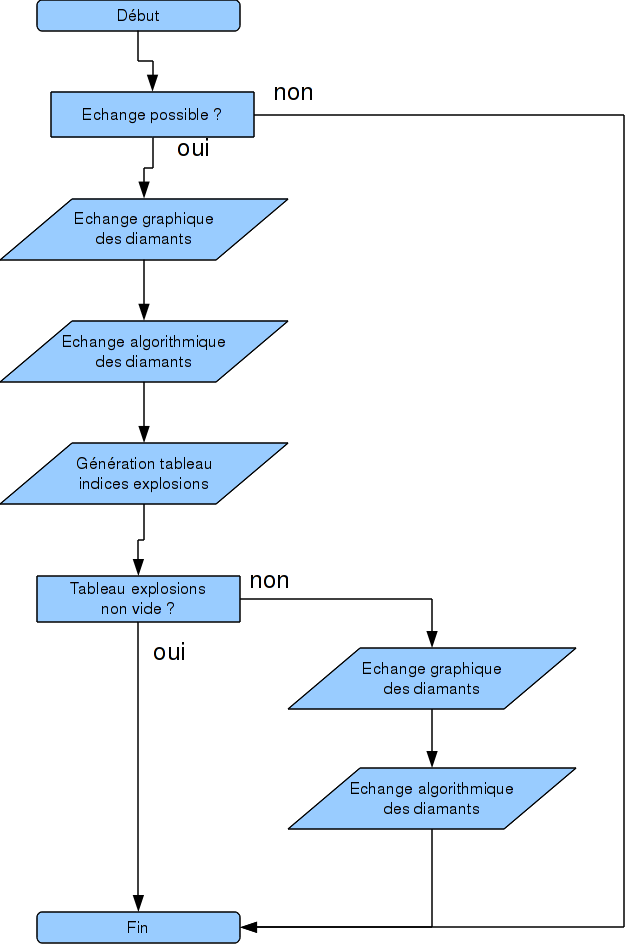 Début
non
Echange possible ?
oui
Echange graphique
des diamants
Echange algorithmique
des diamants
Génération tableau
indices explosions
non
Tableau explosions
non vide ?
oui
Echange graphique
des diamants
Echange algorithmique
des diamants
Fin